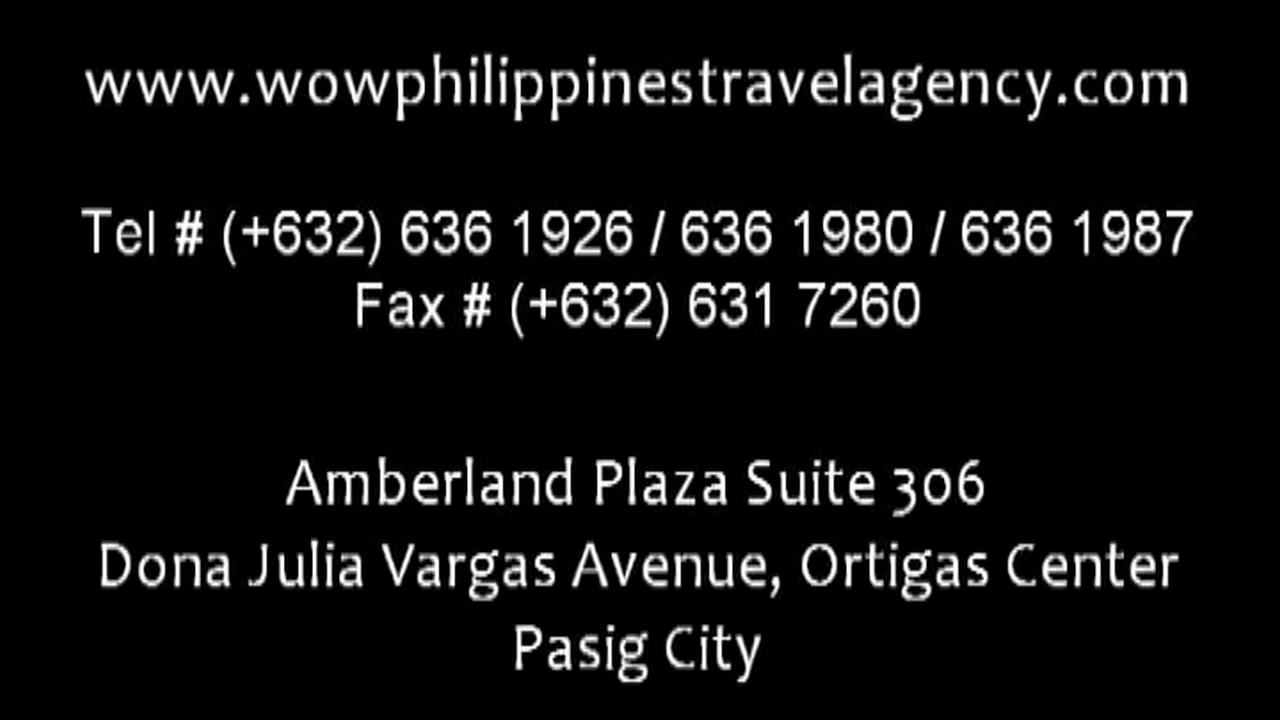 www.wowphilippinestravelagency.com
Tel # (+632) 636 1926 / 636 1980 / 636 1987
Fax # (+632) 631 7260
Amberland Plaza Suite 306
Dona Julia Vargas Avenue, Ortigas Center
Pasig City